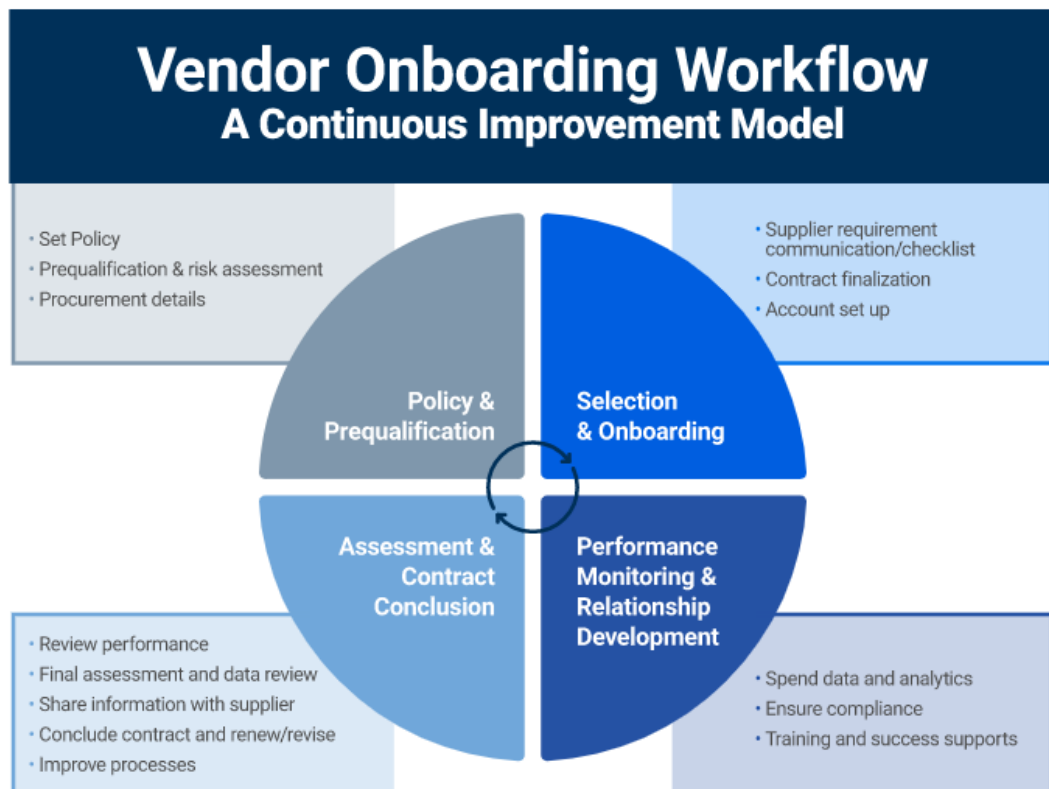 Vendor Onboarding Workflow
A Continuous Improvement Model
· Set Policy
· Prequalification & risk assessment
· Procurement details
· Supplier requirement
communication/checklist
· Contract finalization
· Account set up
Policy &
Prequalification
Selection
& Onboarding
Assessment &
Contract
Conclusion
Performance
Monitoring &
Relationship
Development
· Review performance
· Final assessment and data review
· Share information with supplier
· Conclude contract and renew/revise
· Improve processes
· Spend data and analytics
· Ensure compliance
· Training and success supports